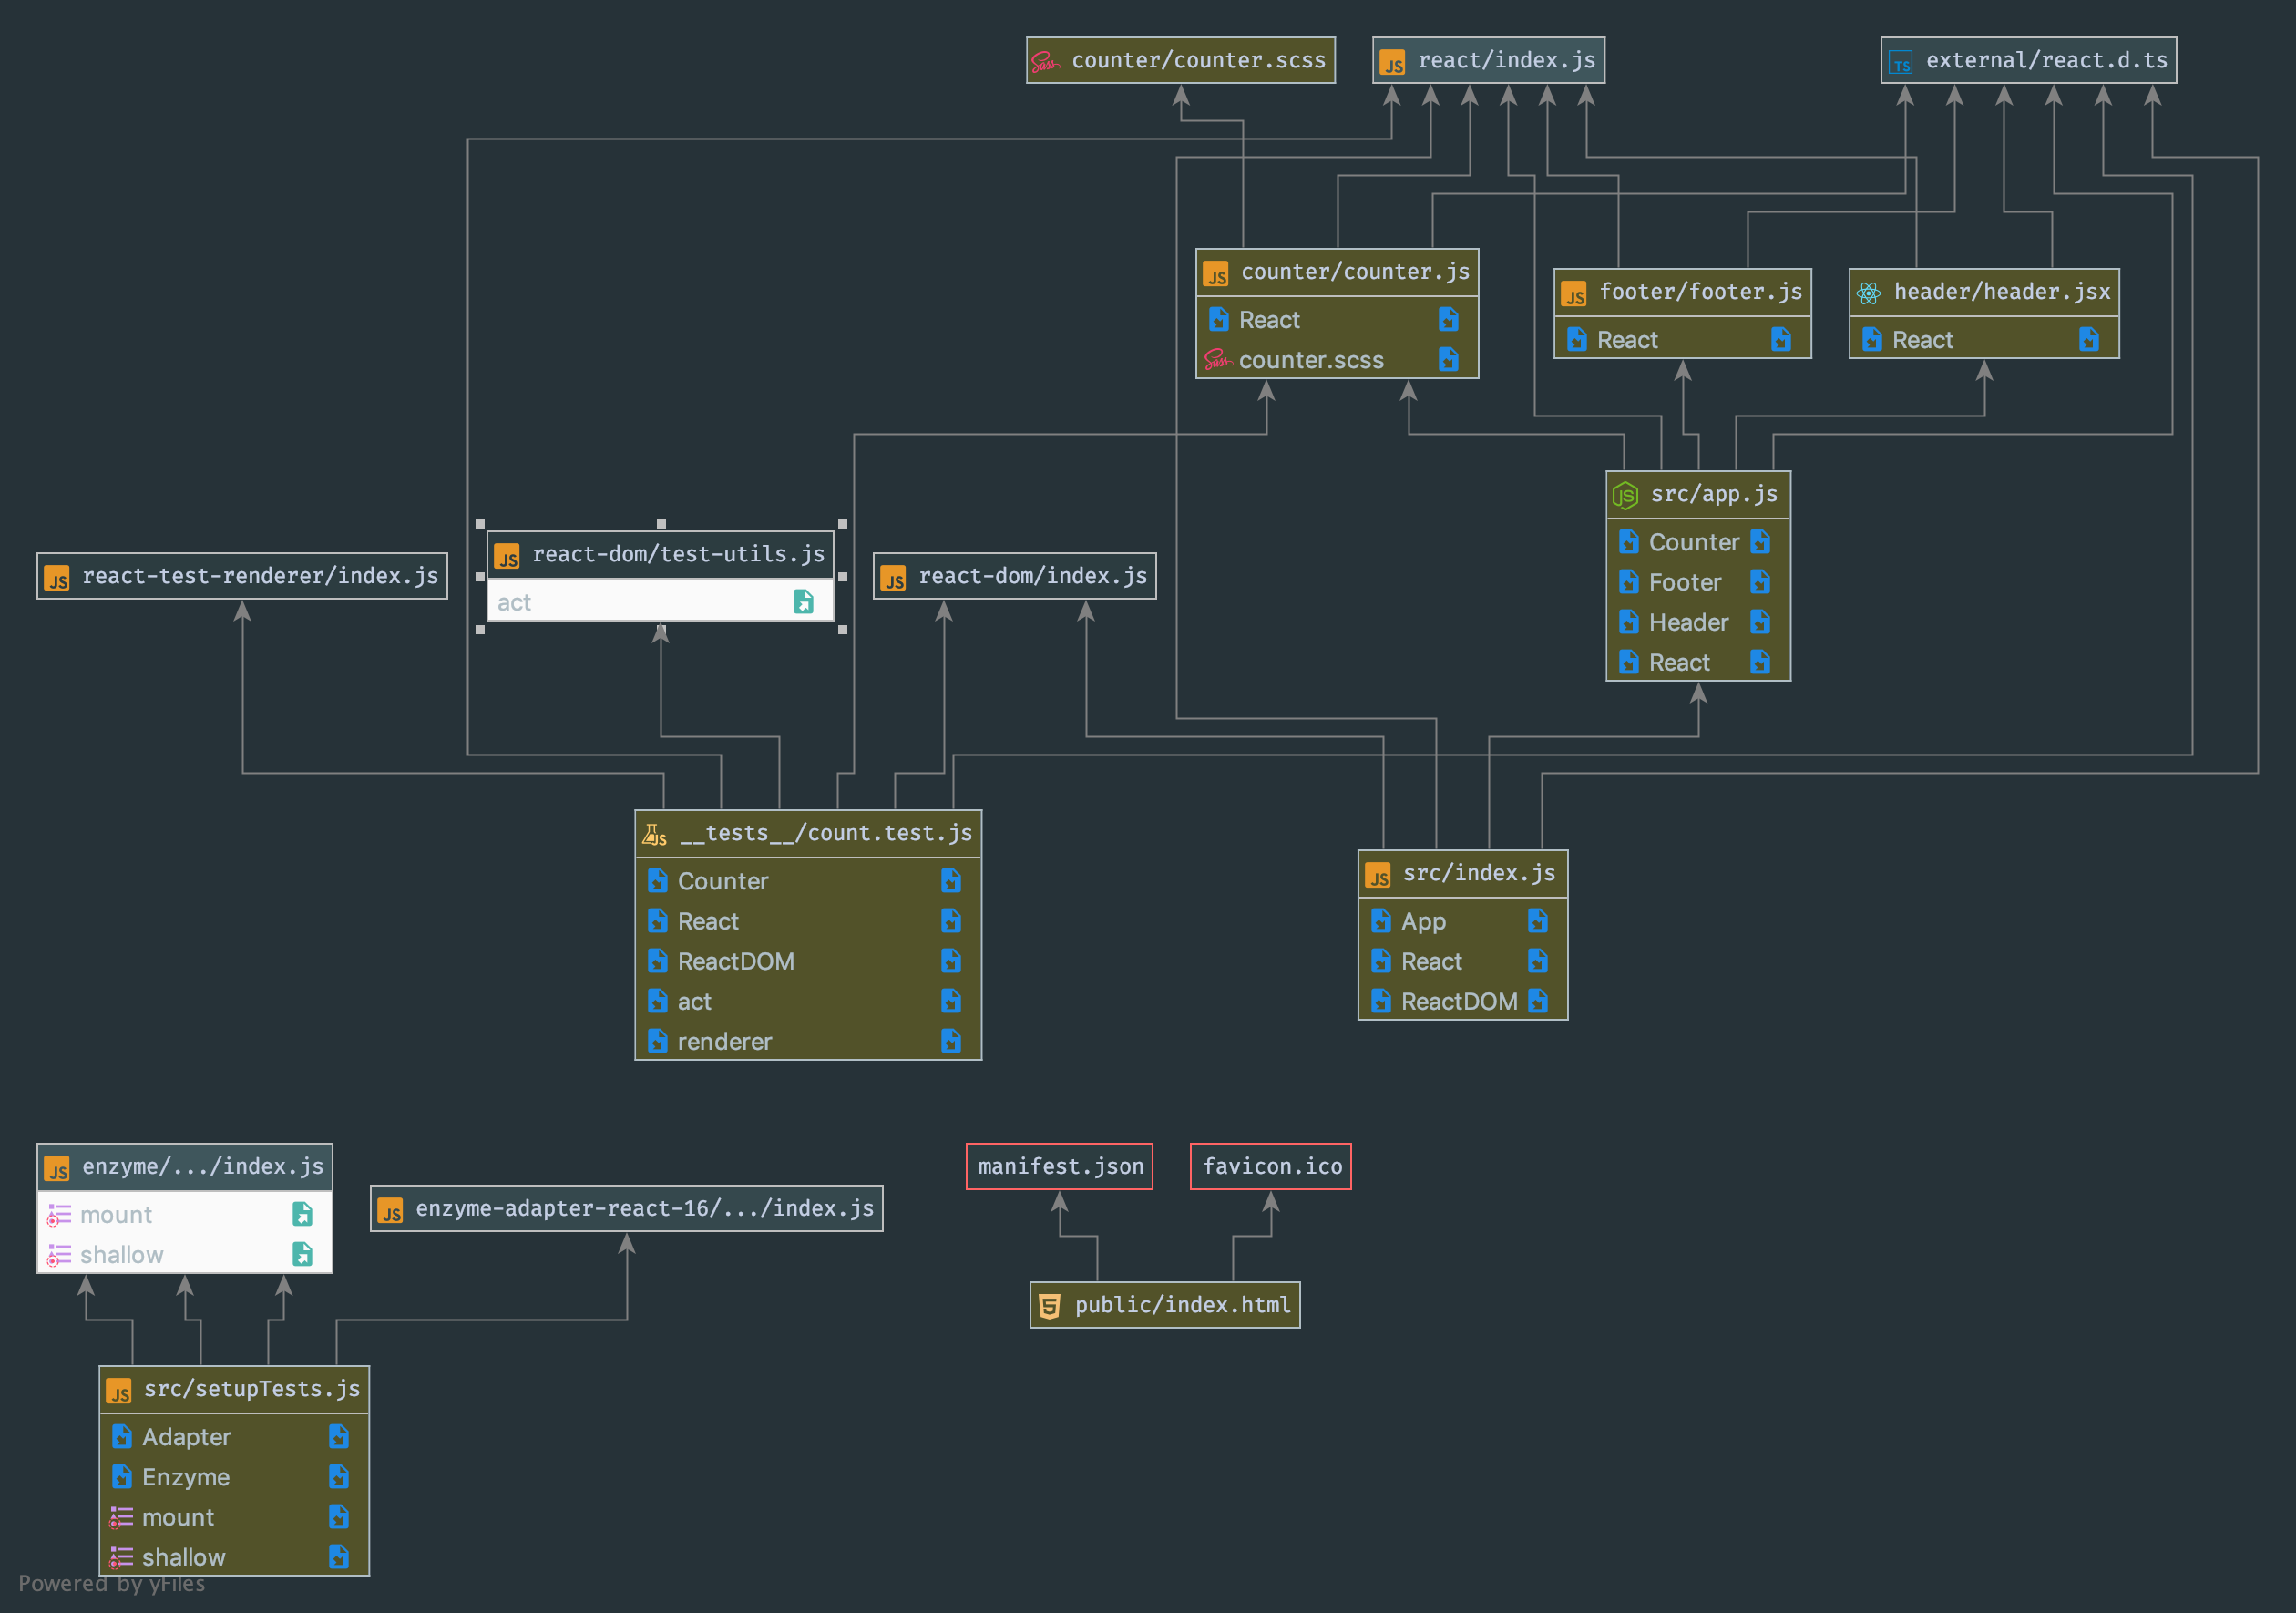 counter/counter.scss
react/index.js
external/react.d.ts
counter/counter.js
React
counter.scss
footer/footer.js
React
header/header.jsx
React
src/app.js
Counter
Footer
Header
React
react-test-renderer/index.js
react-dom/test-utils.js
act
react-dom/index.js
__tests__/count.test.js
Counter
React
ReactDOM
act
renderer
src/index.js
App
React
ReactDOM
enzyme/.../index.js
mount
shallow
enzyme-adapter-react-16/.../index.js
manifest.json
favicon.ico
public/index.html
src/setupTests.js
Adapter
Enzyme
mount
shallow
Powered by yFiles